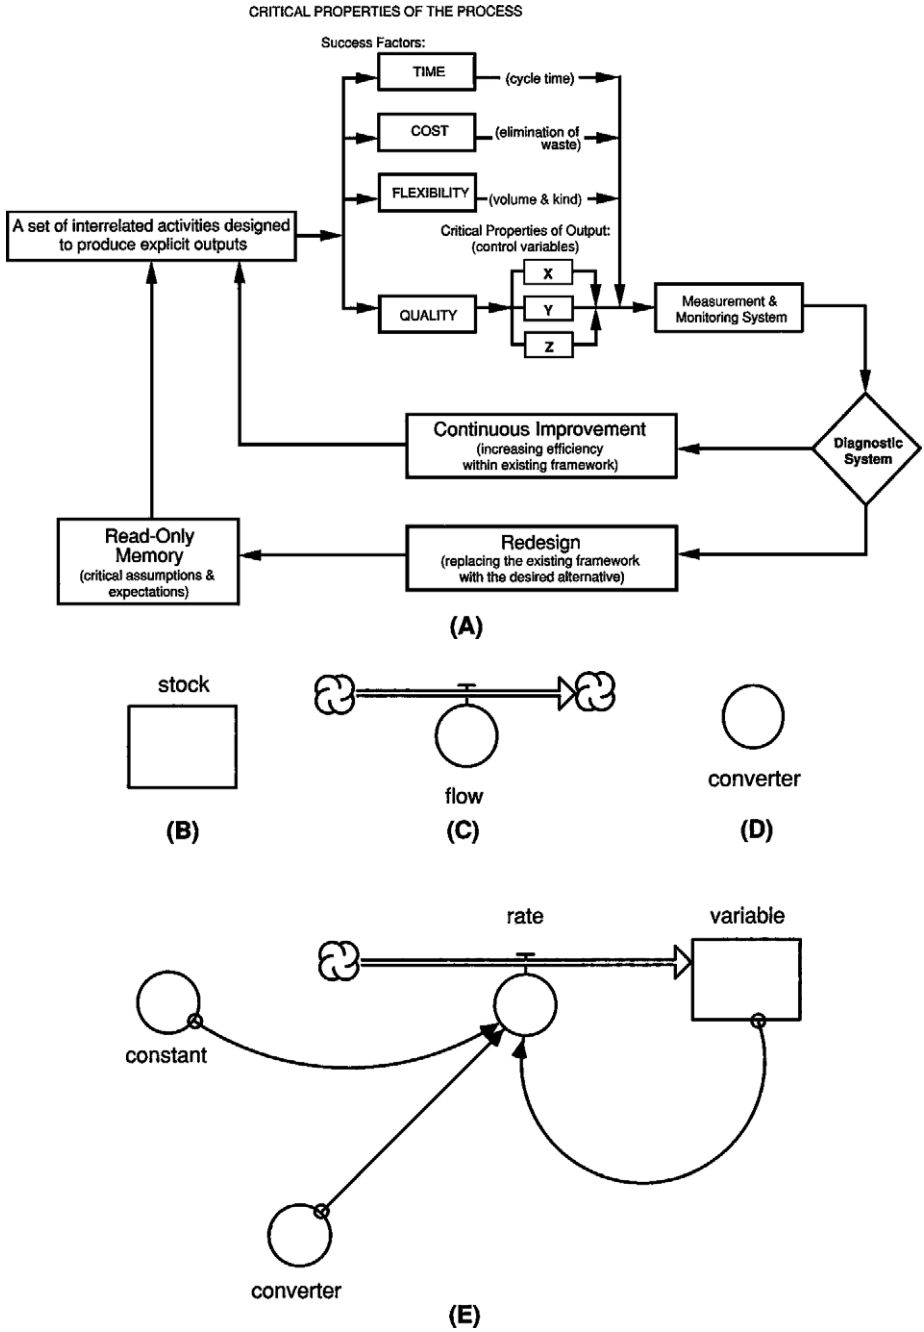 CRITICAL PROPERTIES OF THE PROCESS
Success Factors:
TIME
(cycle time)
COST
(elimination of
waste)
FLEXIBILITY
(volume & kind)
A set of interrelated activities designed
to produce explicit outputs
Critical Properties of Output:
(control variables)
X
QUALITY
Y
Z
Measurement &
Monitoring System
Diagnostic
System
Continuous Improvement
(increasing efficiency
within existing framework)
Read-Only
Memory
(critical assumptions &
expectations)
Redesign
(replacing the existing framework
with the desired alternative)
(A)
stock
(B)
flow
(C)
converter
(D)
rate
variable
constant
converter
(E)